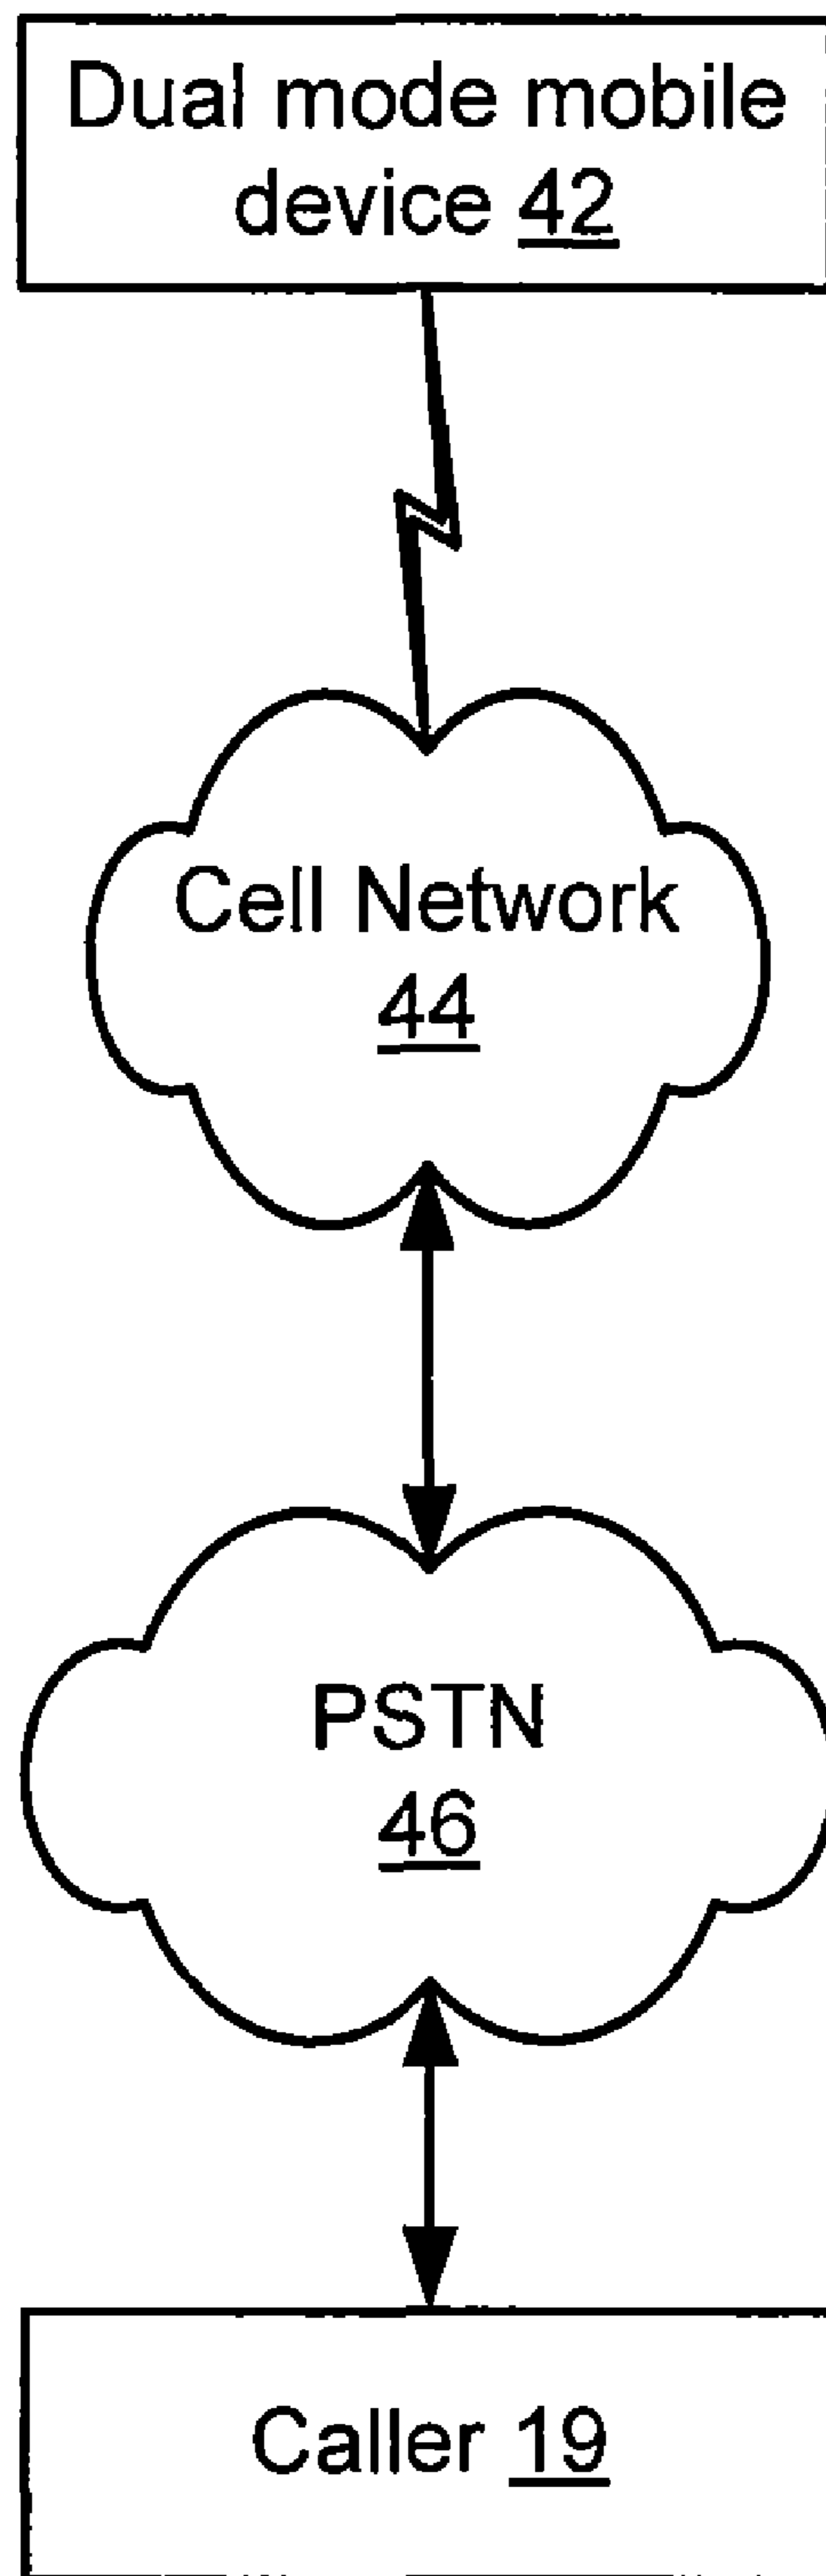 Dual mode mobile
device 42
Cell Network
44
PSTN
46
Caller 19